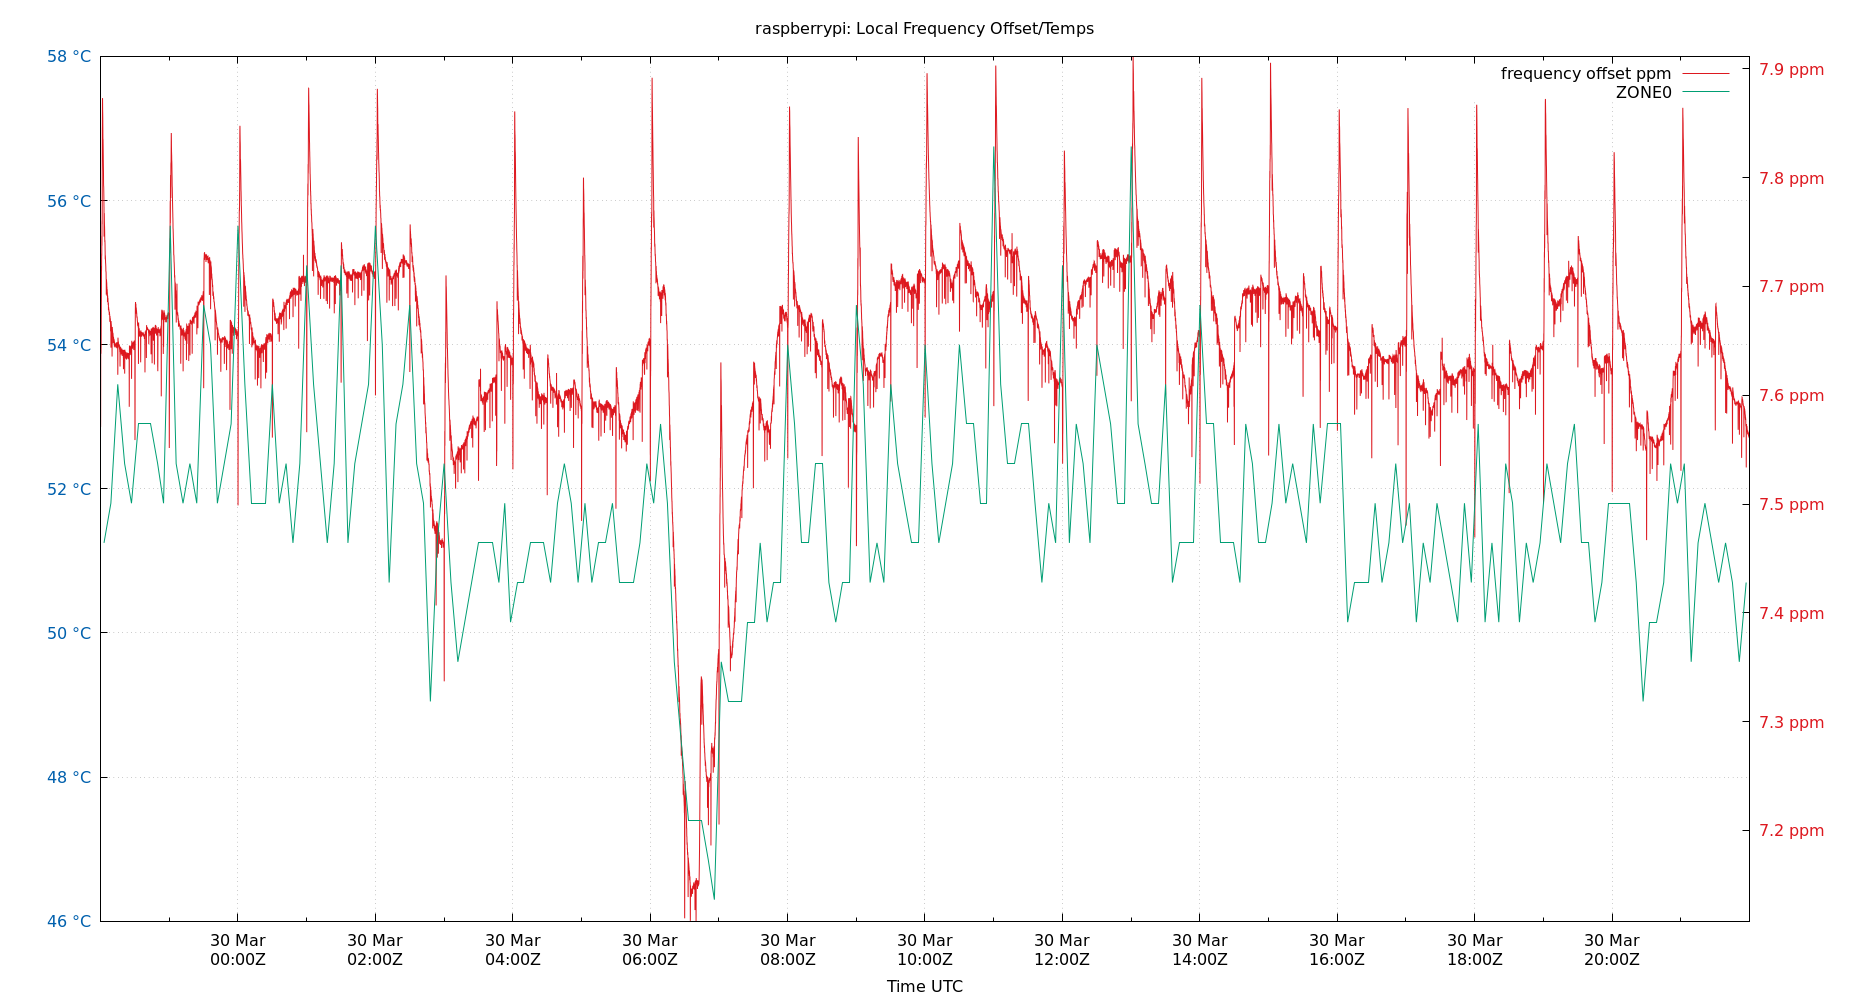 raspberrypi: Local Frequency Offset/Temps
58 °C
56 °C
54 °C
52 °C
50 °C
48 °C
46 °C
7.9 ppm
7.8 ppm
7.7 ppm
7.6 ppm
7.5 ppm
7.4 ppm
7.3 ppm
7.2 ppm
frequency offset ppm
ZONE0
30 Mar
00:00Z
30 Mar
02:00Z
30 Mar
04:00Z
30 Mar
06:00Z
30 Mar
08:00Z
30 Mar
10:00Z
30 Mar
12:00Z
30 Mar
14:00Z
30 Mar
16:00Z
30 Mar
18:00Z
30 Mar
20:00Z
Time UTC